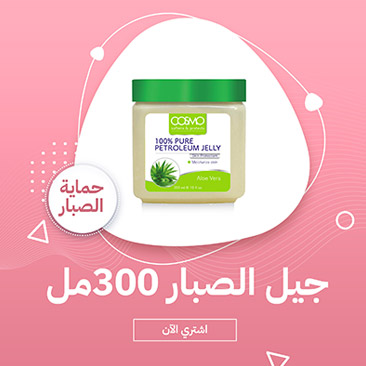 COSMO
100% PURE
PETROLEUM JELLY
Aloe Vera
حماية
الصبار
جيل الصبار 300مل
اشتري الآن